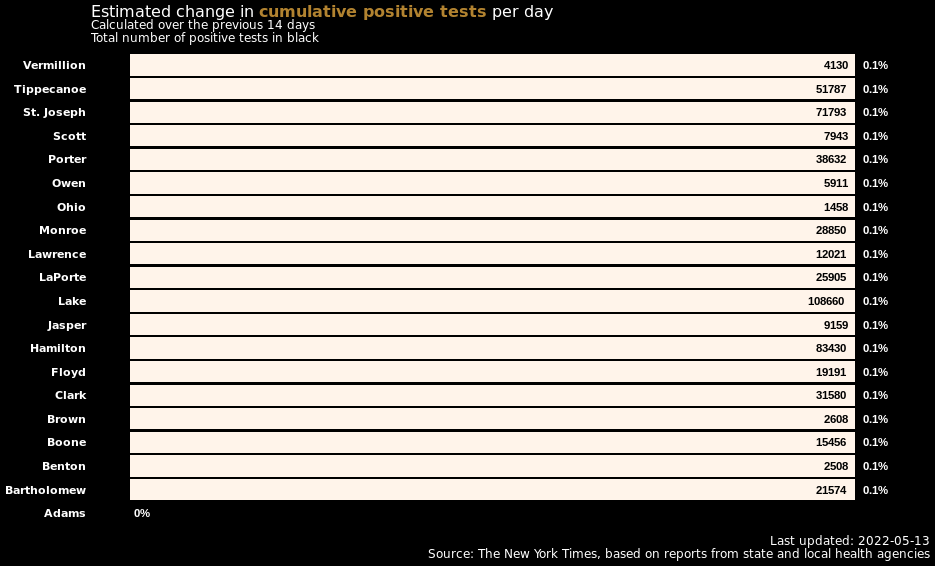 Estimated change in cumulative positive tests per day
Calculated over the previous 14 days
Total number of positive tests in black
Vermillion 4130 0.1%
Tippecanoe 51787 0.1%
St. Joseph 71793 0.1%
Scott 7943 0.1%
Porter 38632 0.1%
Owen 5911 0.1%
Ohio 1458 0.1%
Monroe 28850 0.1%
Lawrence 12021 0.1%
LaPorte 25905 0.1%
Lake 108660 0.1%
Jasper 9159 0.1%
Hamilton 83430 0.1%
Floyd 19191 0.1%
Clark 31580 0.1%
Brown 2608 0.1%
Boone 15456 0.1%
Benton 2508 0.1%
Bartholomew 21574 0.1%
Adams 0%
Last updated: 2022-05-13
Source: The New York Times, based on reports from state and local health agencies